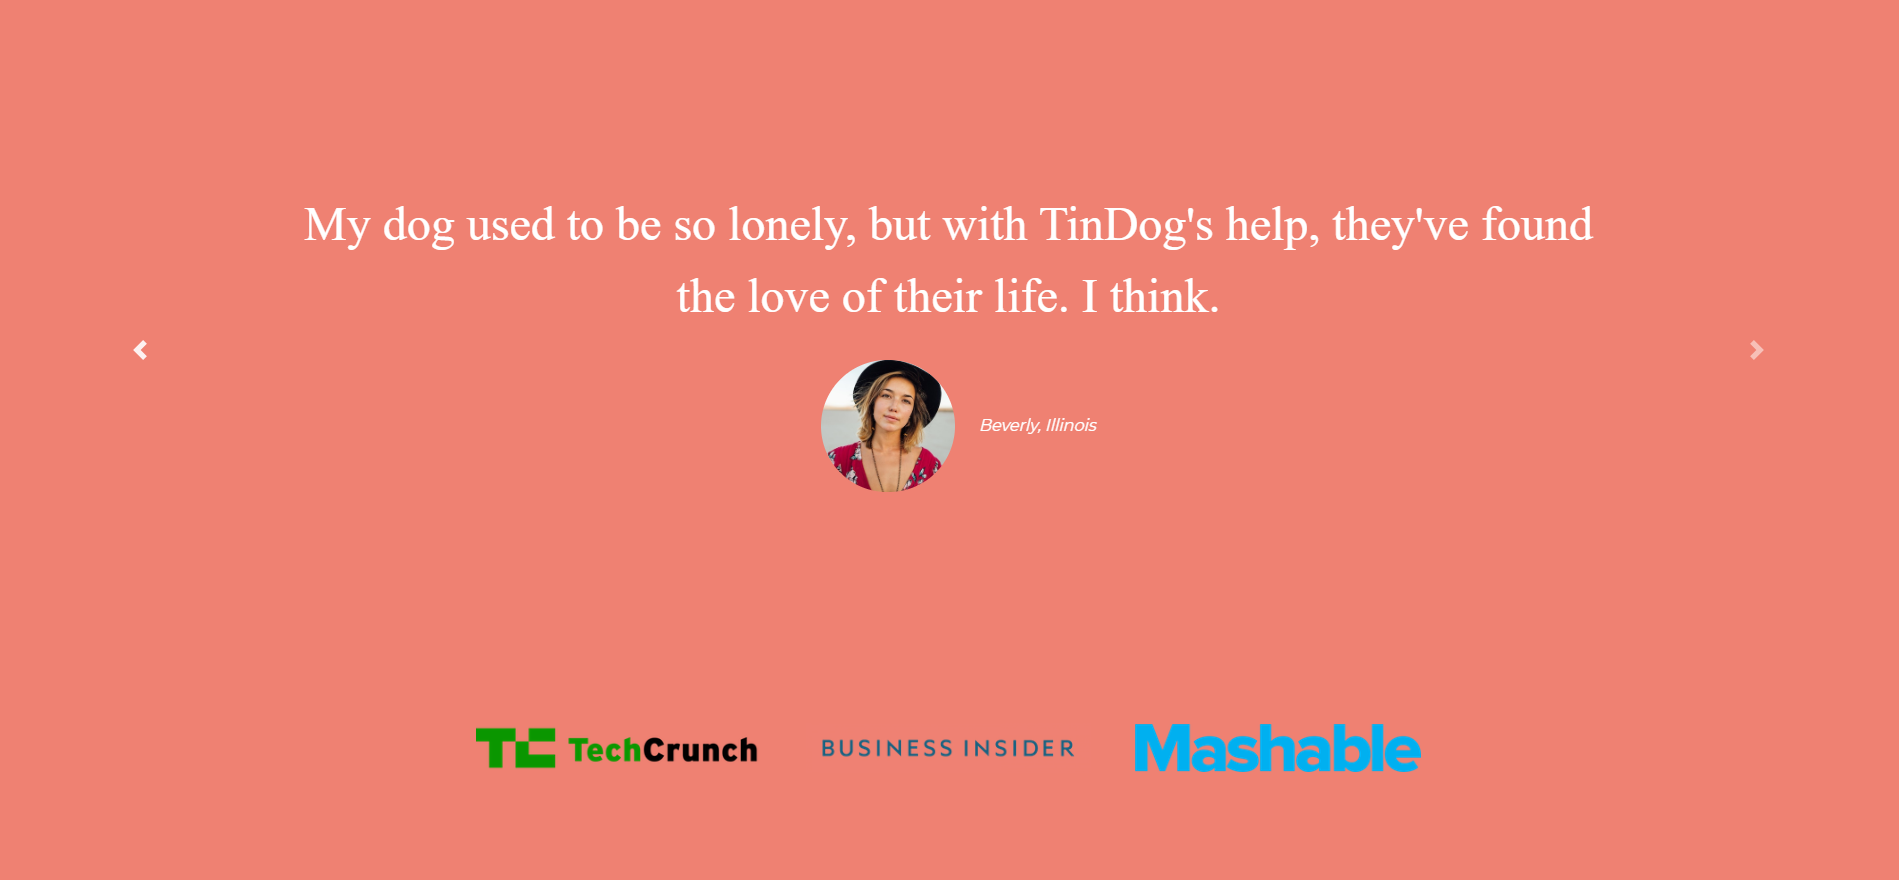 My dog used to be so lonely, but with TinDog's help, they've found
the love of their life. I think.
Beverly, Illinois
TC TechCrunch
BUSINESS INSIDER
Mashable